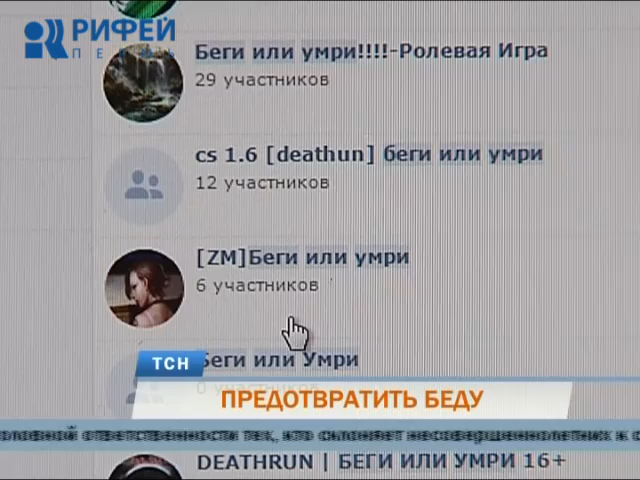 РИФЕЙ
ПЕРМЬ
Беги или умри!!!!-Ролевая Игра
29 участников
cs 1.6 [deathun] беги или умри
12 участников
[ZM]Беги или умри
6 участников
Беги или Умри
0 участников
ТСН
ПРЕДОТВРАТИТЬ БЕДУ
ответственности тех, кто склоняет несовершеннолетних к
DEATHRUN | БЕГИ ИЛИ УМРИ 16+